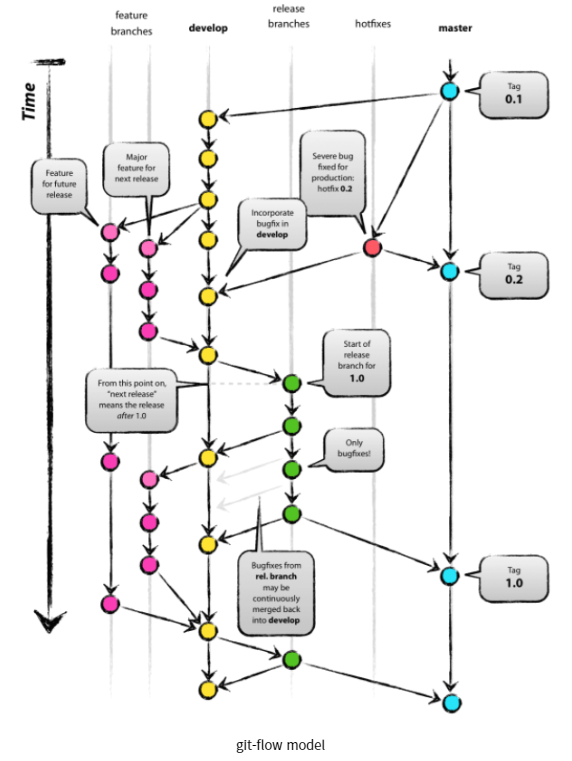 feature
branches
develop
release
branches
hotfixes
master
Time
Tag
0.1
Feature
for future
release
Major
feature for
next release
Severe bug
fixed for
production:
hotfix 0.2
Incorporate
bugfix in
develop
Tag
0.2
Start of
release
branch for
1.0
From this point on,
“next release”
means the release
after 1.0
Only
bugfixes!
Bugfixes from
rel. branch
may be
continuously
merged back
into develop
Tag
1.0
git-flow model